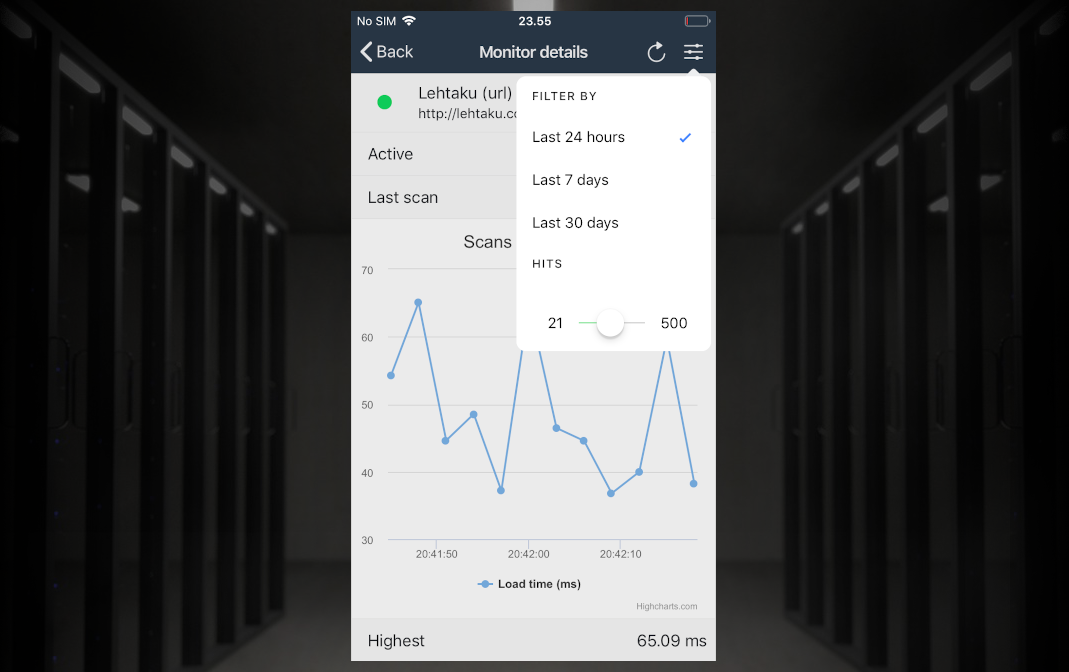 No SIM 23.55
Back Monitor details
Lehtaku (url)
http://lehtaku.co
Active
Last scan
FILTER BY
Last 24 hours
Last 7 days
Last 30 days
HITS
21 500
Scans
70
60
50
40
30
20:41:50 20:42:00 20:42:10
Load time (ms)
Highcharts.com
Highest 65.09 ms